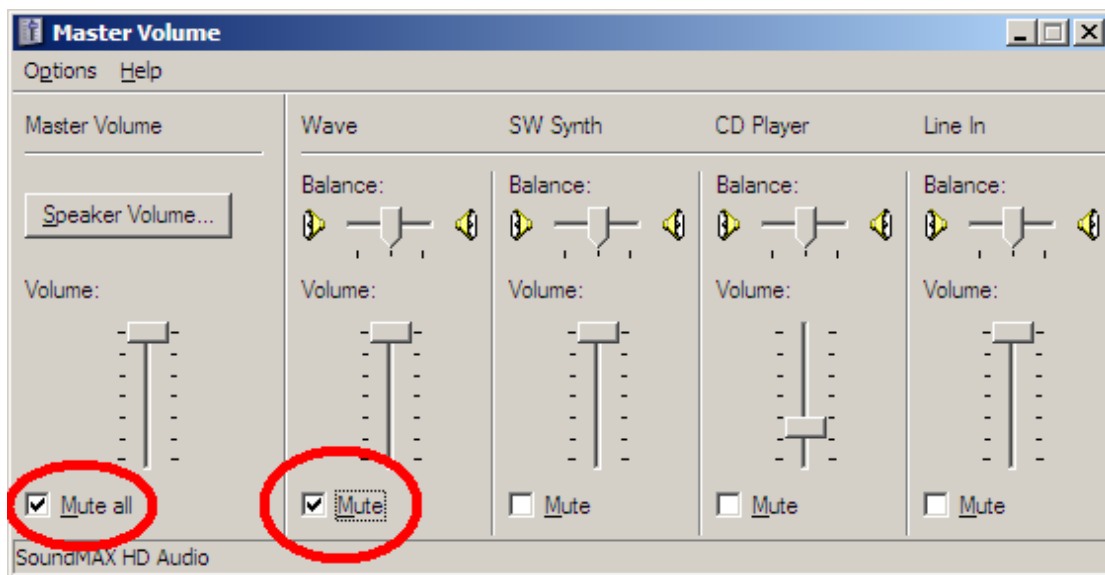 Master Volume
Options Help
Master Volume
Wave
SW Synth
CD Player
Line In
Balance:
Balance:
Balance:
Balance:
Speaker Volume...
Volume:
Volume:
Volume:
Volume:
Volume:
Mute all
Mute
Mute
Mute
Mute
SoundMAX HD Audio